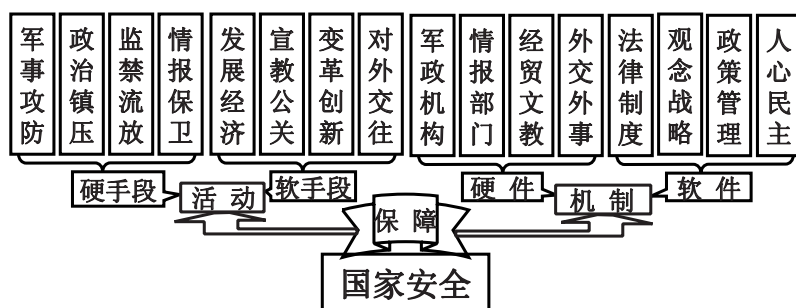 军事攻防
政治镇压
监禁流放
情报保卫
发展经济
宣教公关
变革创新
对外交往
军政机构
情报部门
经贸文教
外交外事
法律制度
观念战略
政策管理
人心民主
硬手段
活动
软手段
硬件
机制
软件
保障
国家安全